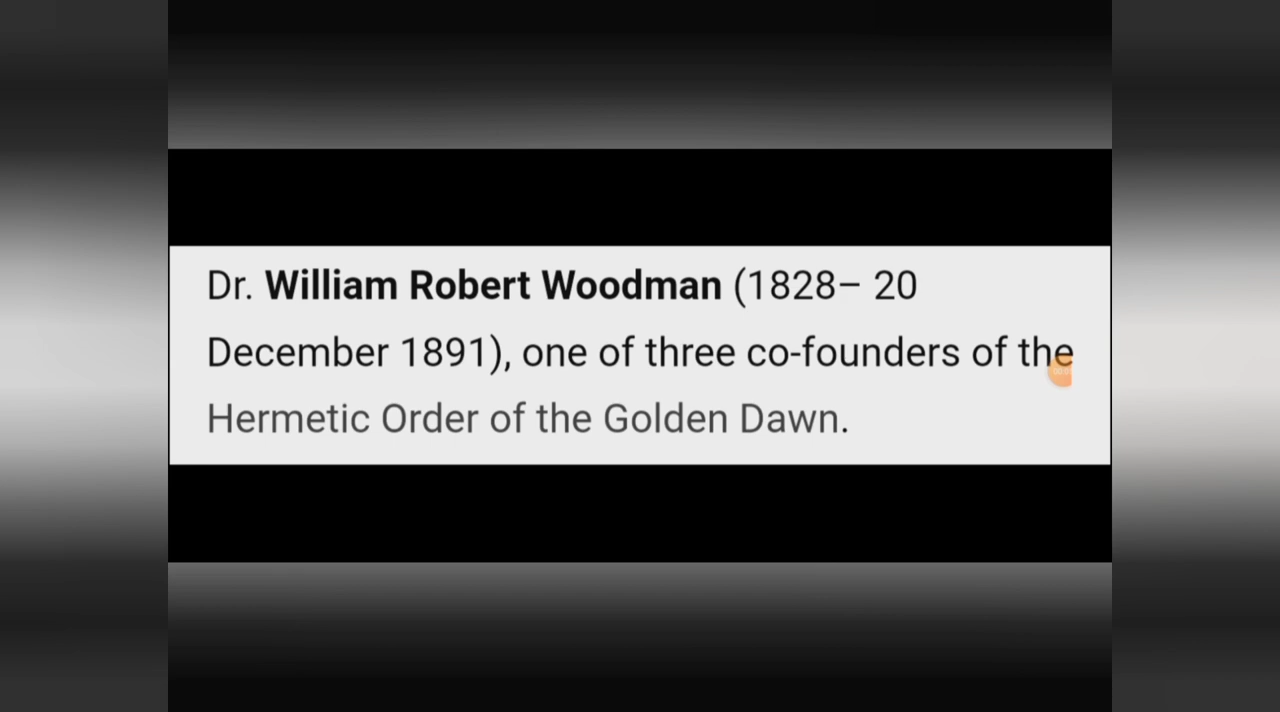 Dr. William Robert Woodman (1828– 20
December 1891), one of three co-founders of the
Hermetic Order of the Golden Dawn.